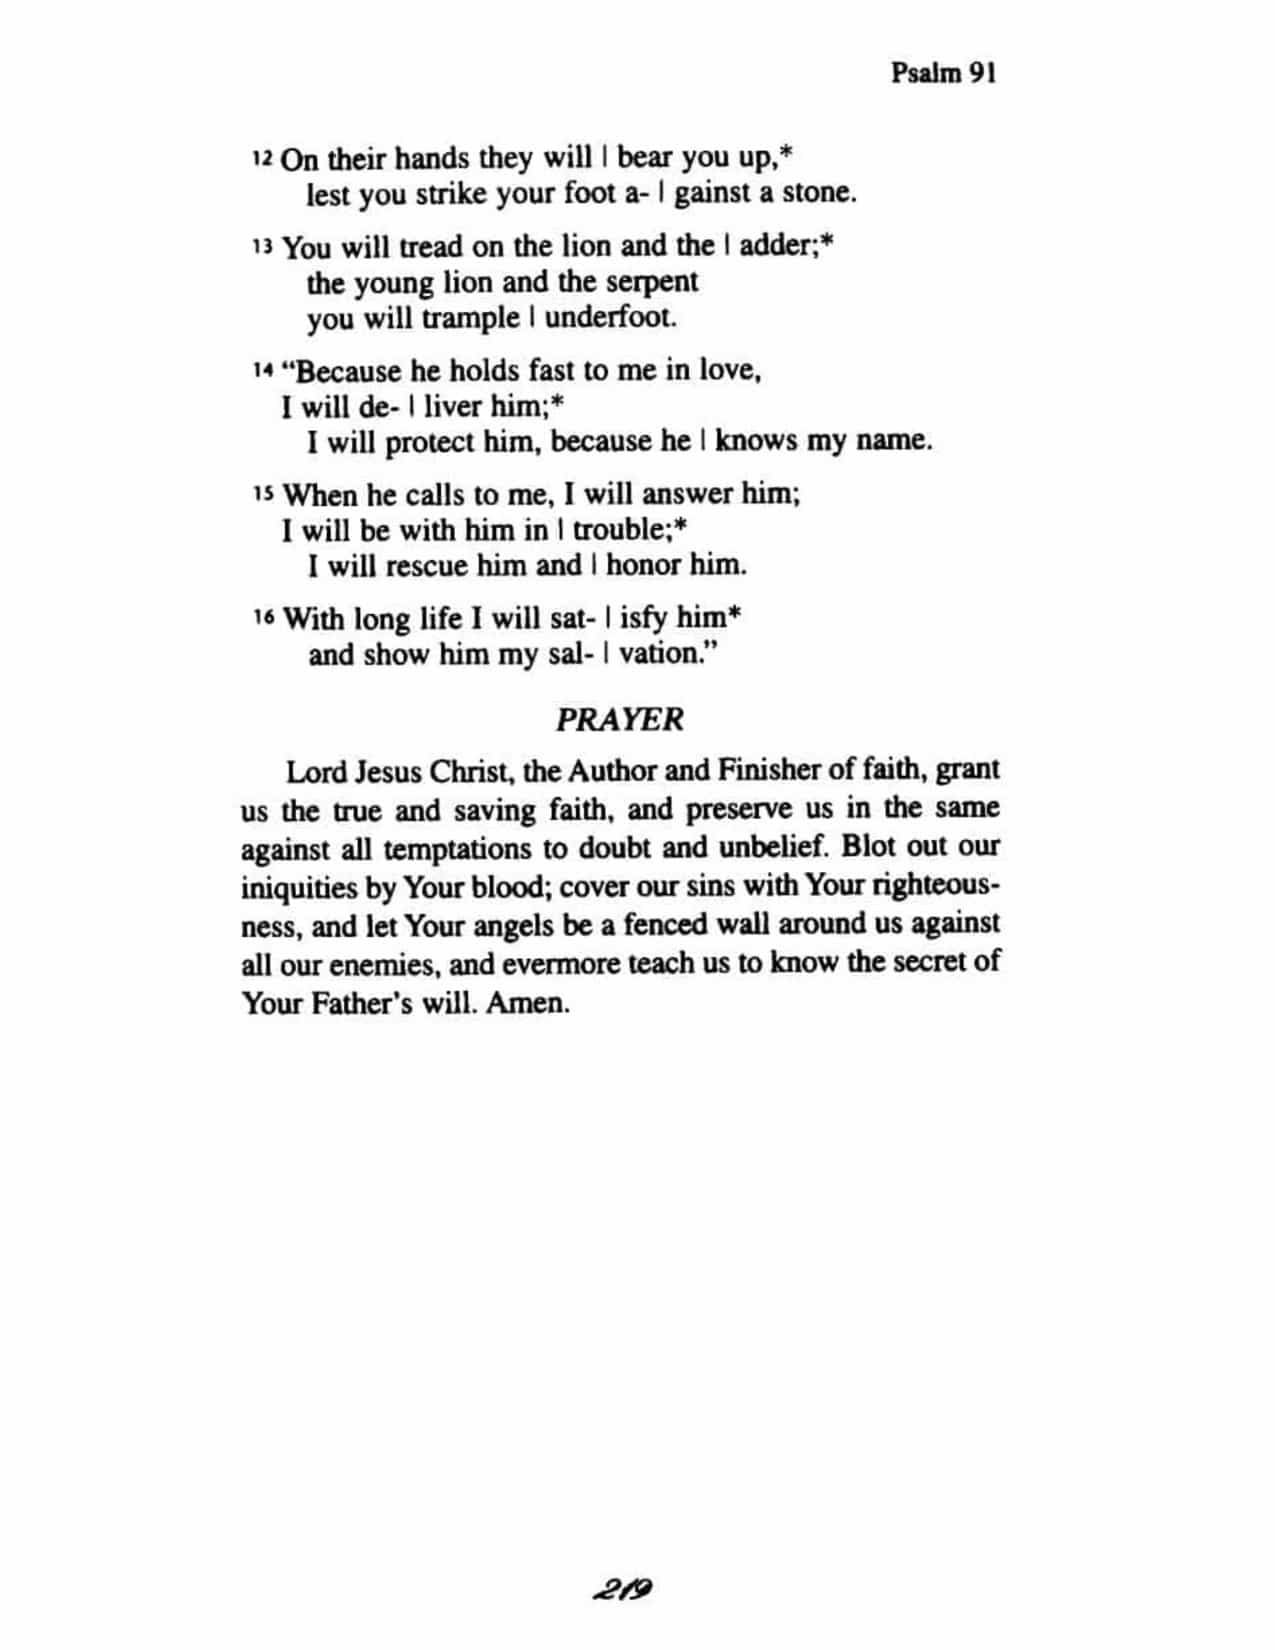 Psalm 91
12 On their hands they will | bear you up,*
lest you strike your foot a- | gainst a stone.
13 You will tread on the lion and the | adder;*
the young lion and the serpent
you will trample | underfoot.
14 “Because he holds fast to me in love,
I will de- | liver him;*
I will protect him, because he | knows my name.
15 When he calls to me, I will answer him;
I will be with him in | trouble;*
I will rescue him and | honor him.
16 With long life I will sat- | isfy him*
and show him my sal- | vation.”
PRAYER
Lord Jesus Christ, the Author and Finisher of faith, grant
us the true and saving faith, and preserve us in the same
against all temptations to doubt and unbelief. Blot out our
iniquities by Your blood; cover our sins with Your righteous-
ness, and let Your angels be a fenced wall around us against
all our enemies, and evermore teach us to know the secret of
Your Father's will. Amen.
219